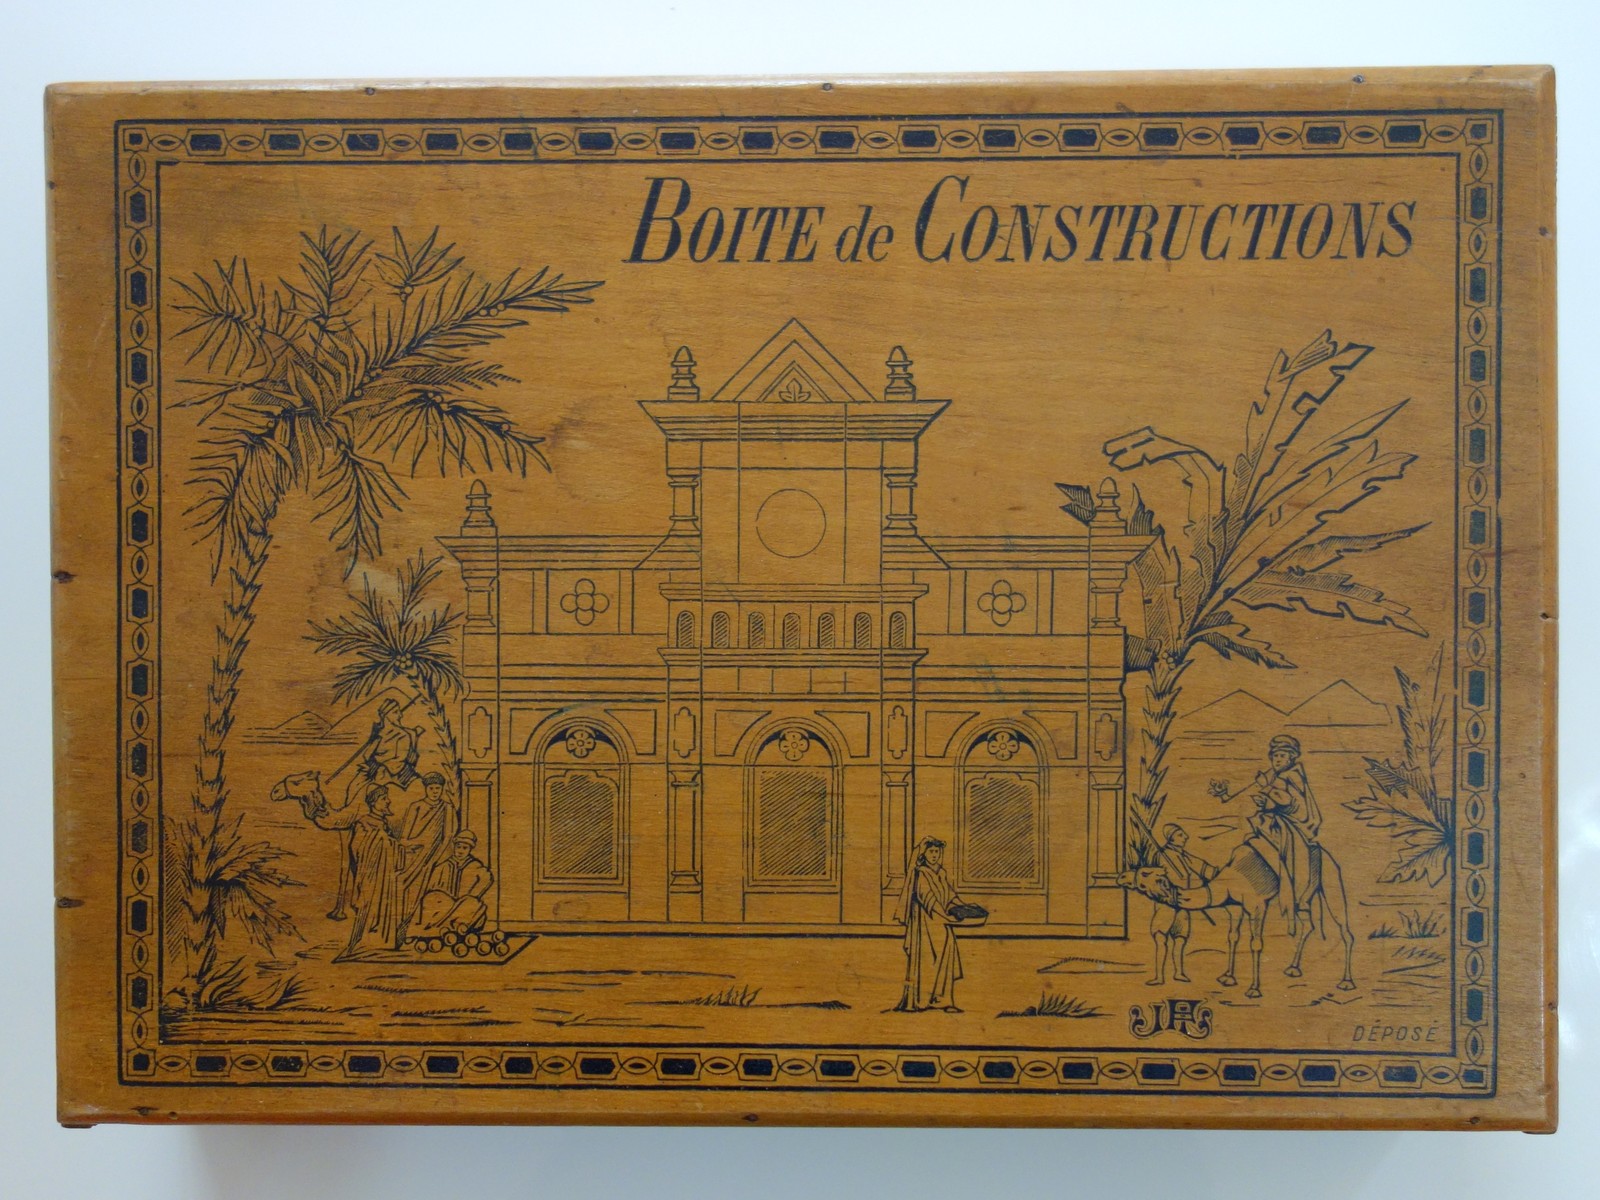 BOITE de CONSTRUCTIONS
DÉPOSÉ